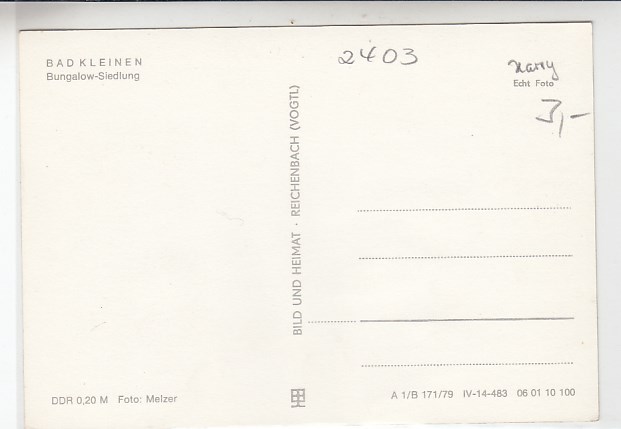 BAD KLEINEN
Bungalow-Siedlung
2403
Harry
Echt Foto
3,-
BILD UND HEIMAT · REICHENBACH (VOGTL)
DDR 0,20 M Foto: Melzer
A 1/B 171/79 IV-14-483 06 01 10 100